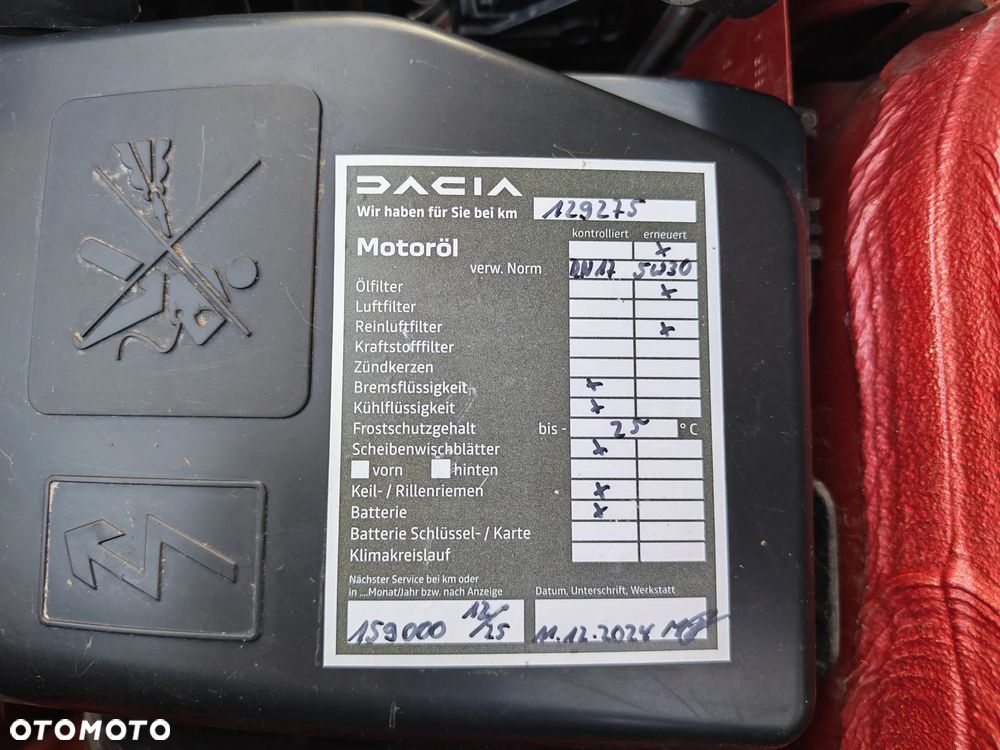 DACIA
Wir haben für Sie bei km 129275
kontrolliert erneuert
Motoröl x
verw. Norm RN17 5W30
Ölfilter x
Luftfilter
Reinluftfilter x
Kraftstofffilter
Zündkerzen
Bremsflüssigkeit x
Kühlflüssigkeit x
Frostschutzgehalt bis - 25 °C
Scheibenwischblätter x
vorn hinten
Keil- / Rillenriemen x
Batterie x
Batterie Schlüssel- / Karte
Klimakreislauf
Nächster Service bei km oder
in ....Monat/Jahr bzw. nach Anzeige
Datum, Unterschrift, Werkstatt
159000 12/25 11.12.2024
OTOMOTO